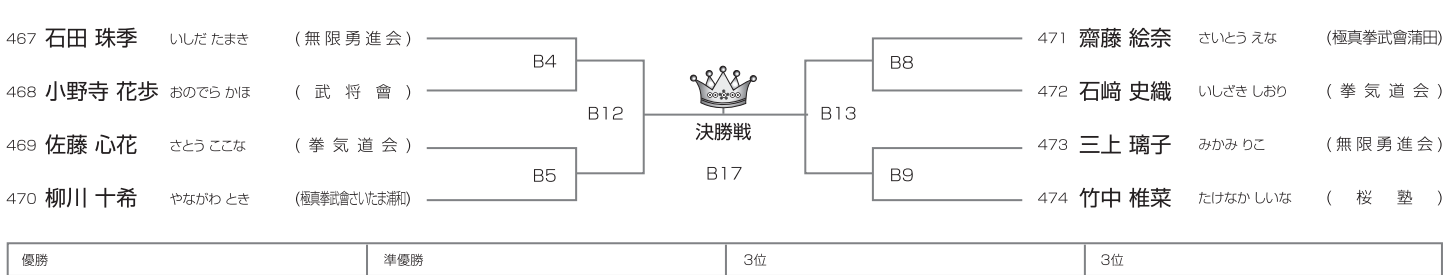 467 石田 珠季 いしだ たまき (無限勇進会)
468 小野寺 花歩 おのでら かほ (武将會)
469 佐藤 心花 さとう ここな (拳気道会)
470 柳川 十希 やながわ とき (極真拳武會さいたま浦和)
B4
B5
B12
決勝戦
B17
B13
B8
B9
471 齋藤 絵奈 さいとう えな (極真拳武會蒲田)
472 石﨑 史織 いしざき しおり (拳気道会)
473 三上 璃子 みかみ りこ (無限勇進会)
474 竹中 椎菜 たけなか しいな (桜塾)
優勝 準優勝 3位 3位